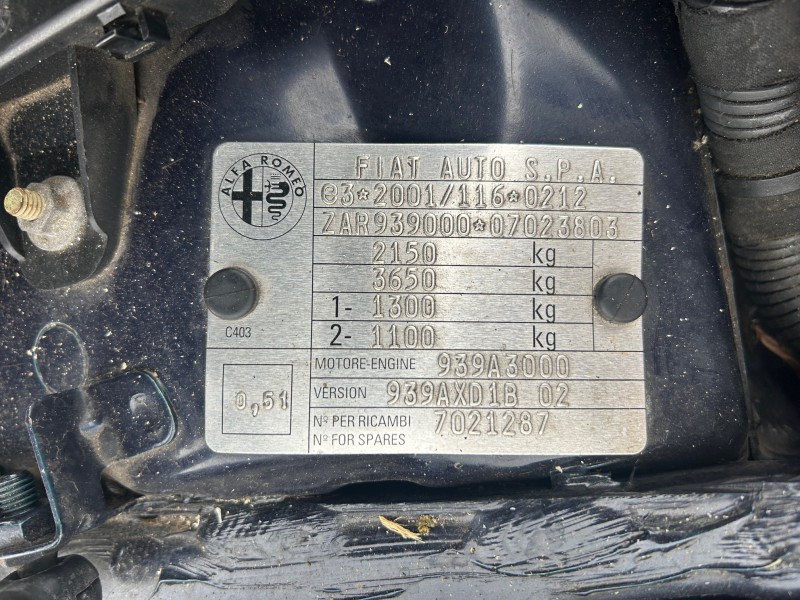 ALFA ROMEO
FIAT AUTO S.P.A.
e3*2001/116*0212
ZAR939000*07023803
2150 kg
3650 kg
1- 1300 kg
2- 1100 kg
C403
MOTORE-ENGINE 939A3000
0,51
VERSION 939AXD1B 02
Nº PER RICAMBI 7021287
Nº FOR SPARES